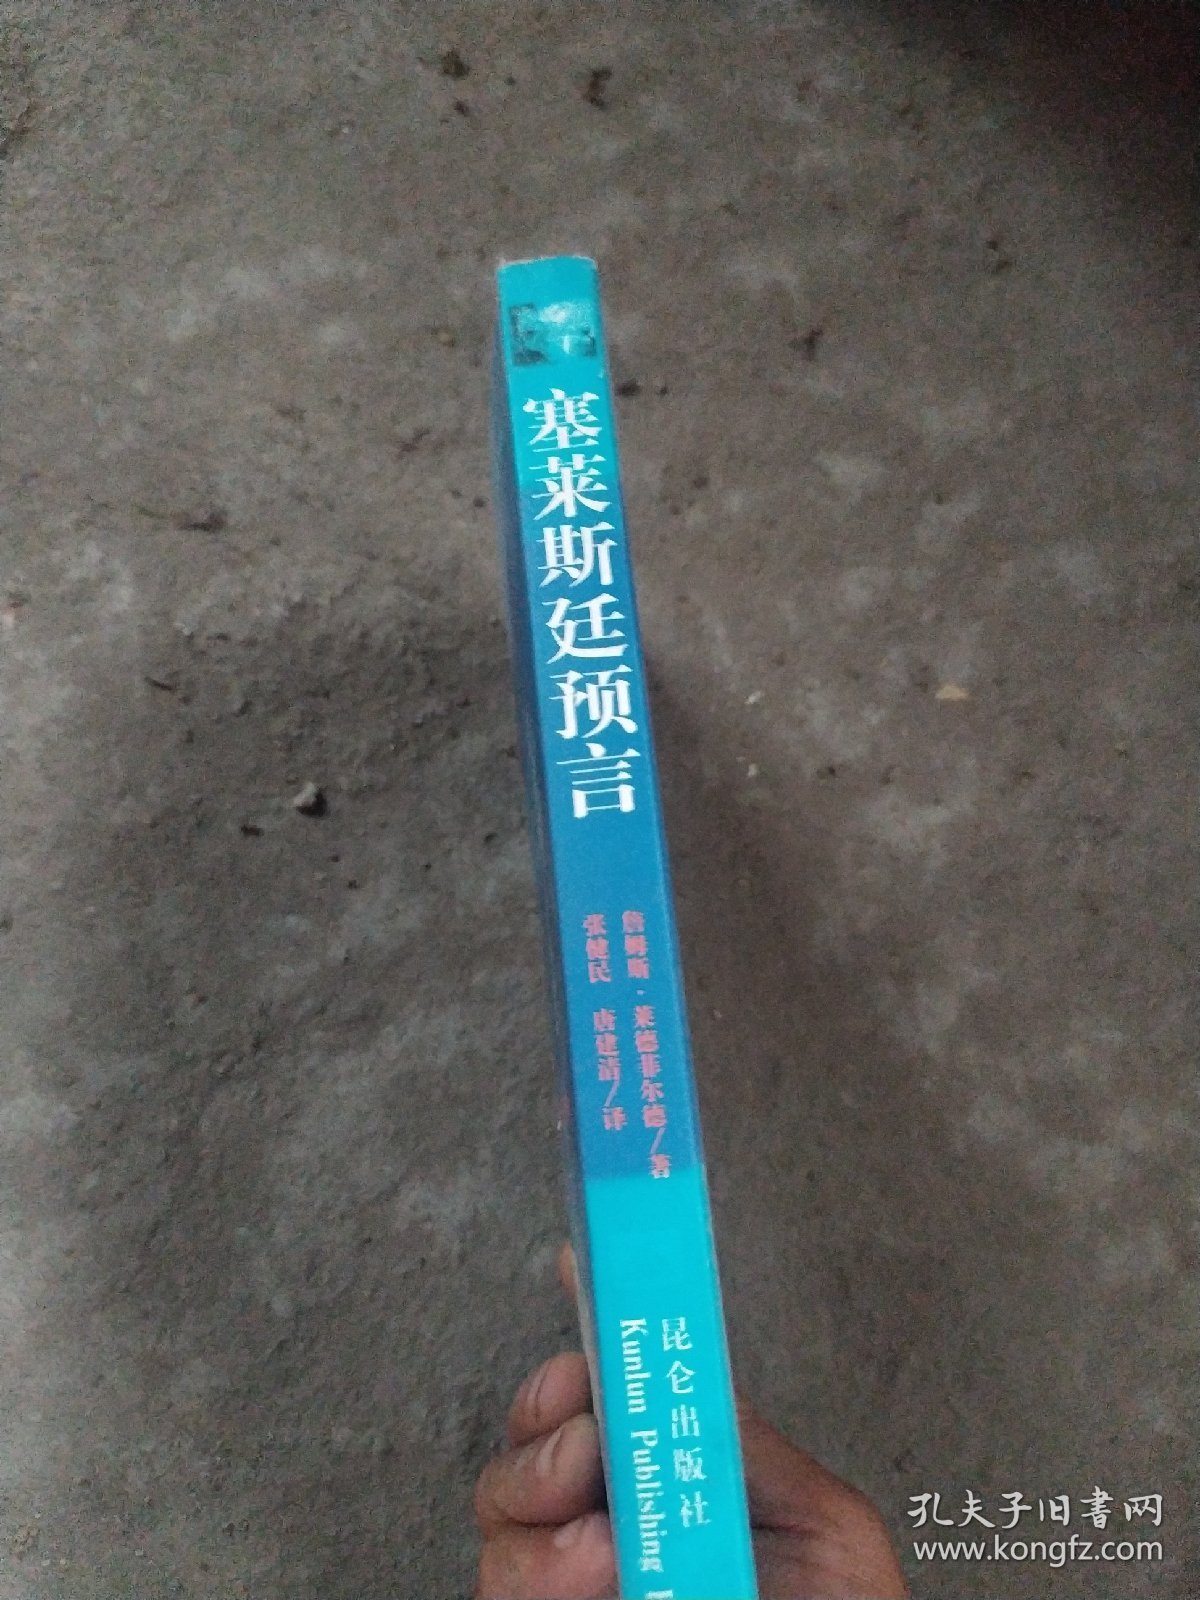 塞莱斯廷预言
詹姆斯·莱德菲尔德/著
张健民 唐建清/译
昆仑出版社
Kunlun Publishing
孔夫子旧书网
www.kongfz.com